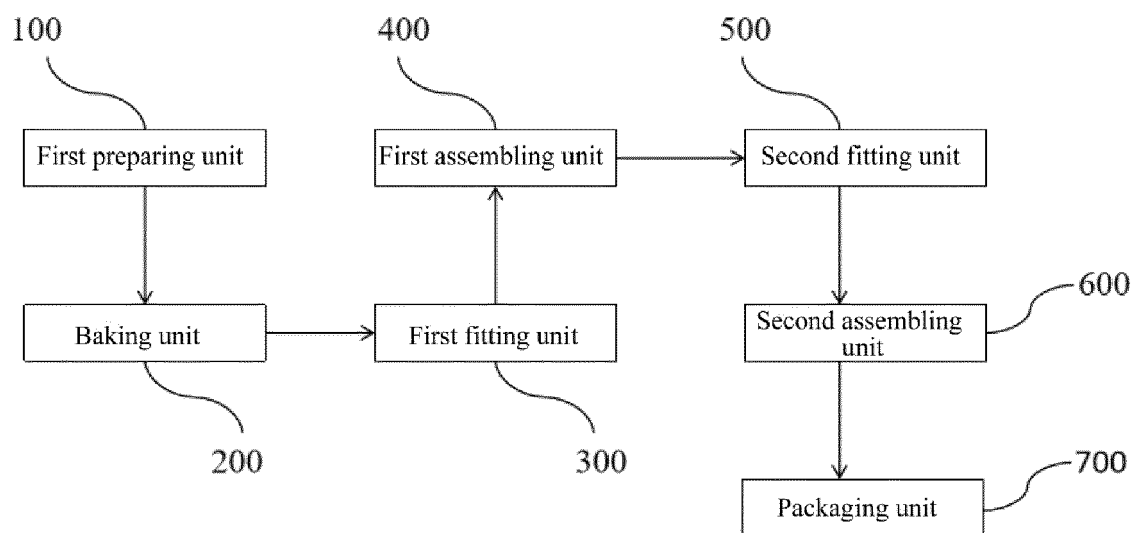 100
400
500
First preparing unit
First assembling unit
Second fitting unit
600
Baking unit
First fitting unit
Second assembling
unit
200
300
700
Packaging unit